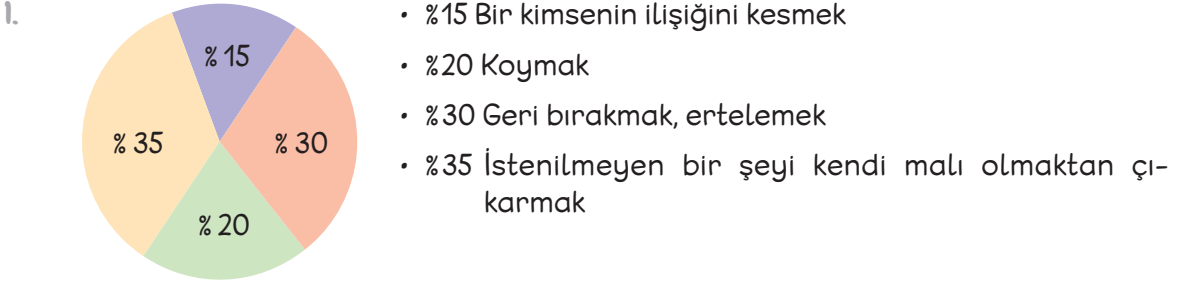 1.
% 15
% 30
% 35
% 20
• %15 Bir kimsenin ilişiğini kesmek
• %20 Koymak
• %30 Geri bırakmak, ertelemek
• %35 İstenilmeyen bir şeyi kendi malı olmaktan çı-
karmak